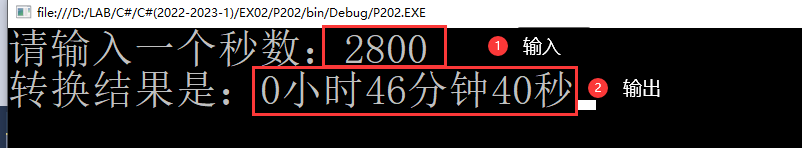 file:///D:/LAB/C#/C#(2022-2023-1)/EX02/P202/bin/Debug/P202.EXE
请输入一个秒数：2800 1 输入
转换结果是：0小时46分钟40秒 2 输出